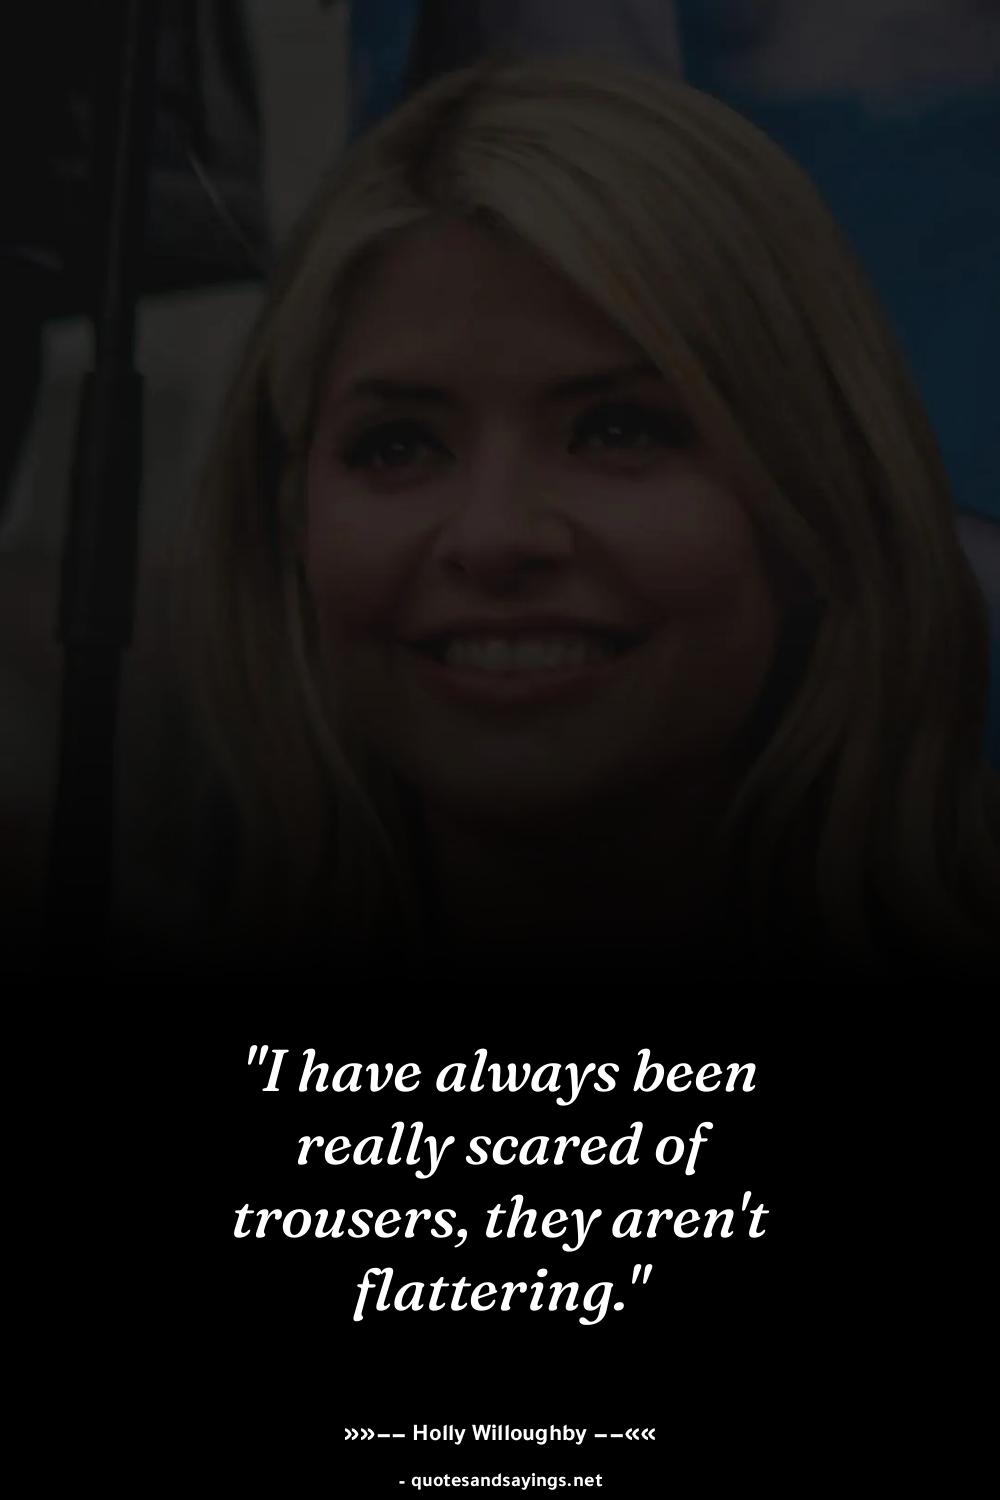 "I have always been
really scared of
trousers, they aren't
flattering."
»»–– Holly Willoughby ––««
- quotesandsayings.net